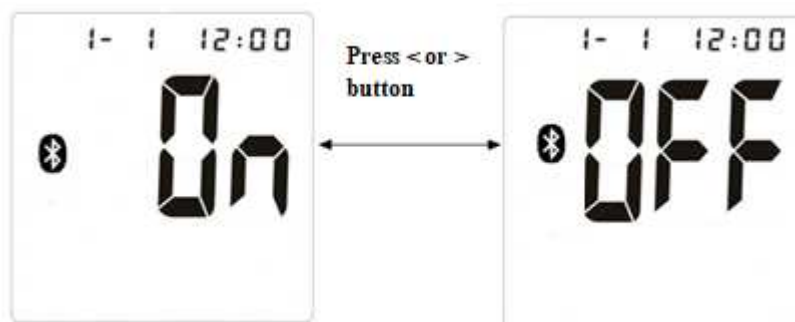 1- 1 12:00
On
Press < or >
button
1- 1 12:00
OFF